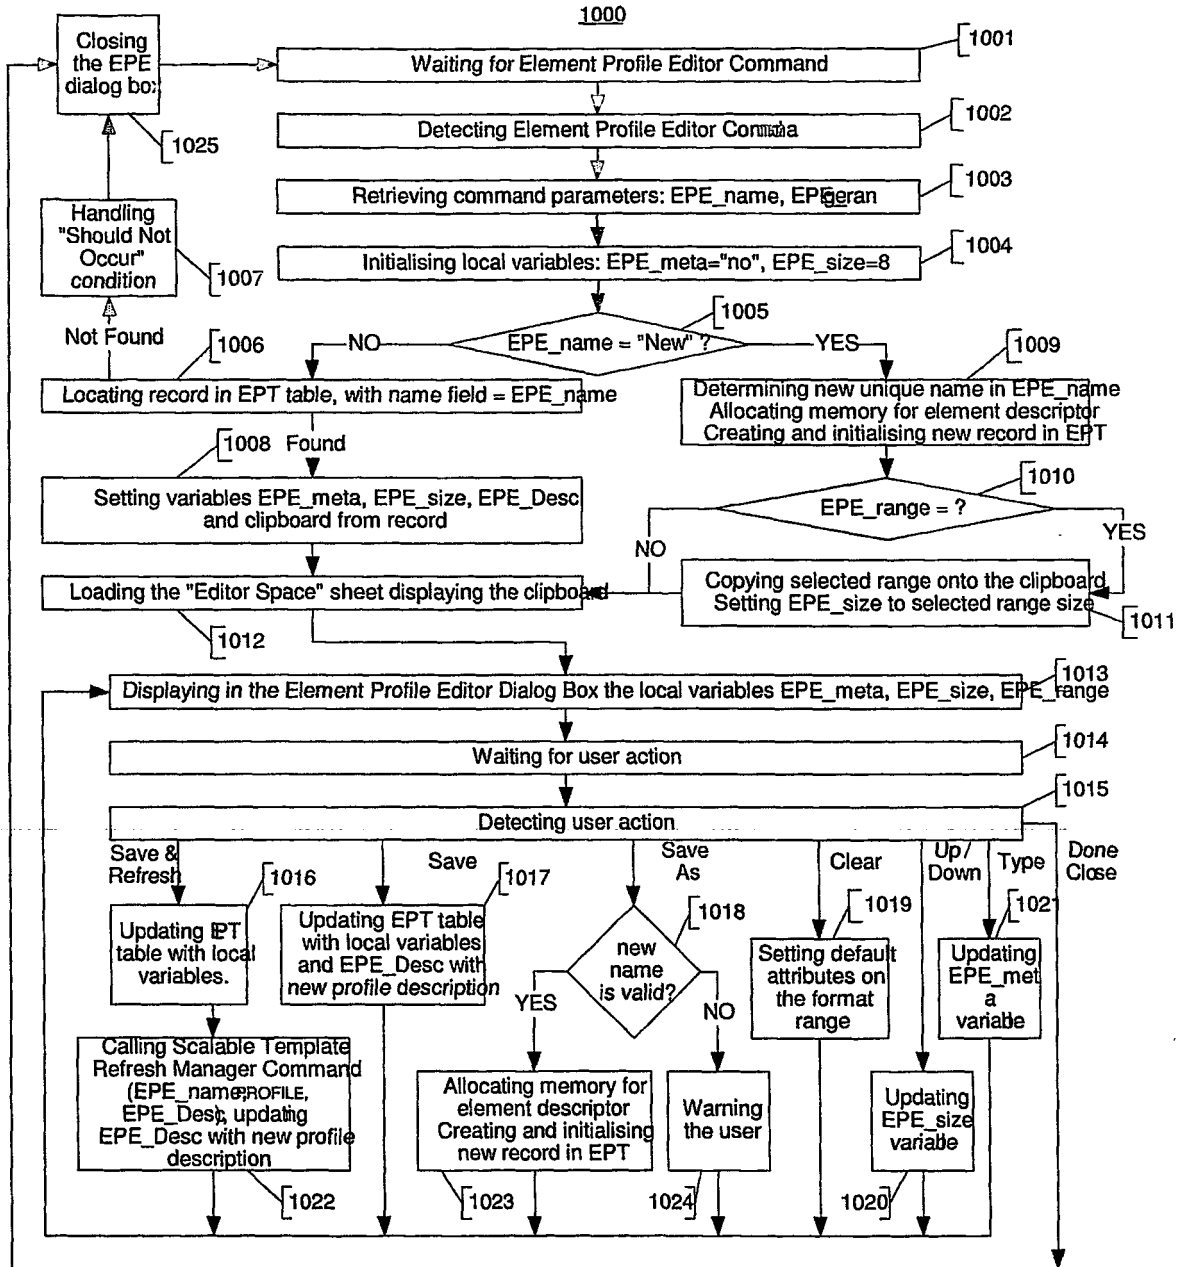 1000
Closing
the EPE
dialog box
1025
Waiting for Element Profile Editor Command
1001
Detecting Element Profile Editor
1002
Retrieving command parameters: EPE_name,
1003
Initialising local variables: EPE_meta="no", EPE_size=8
1004
Handling
"Should Not
Occur"
condition
1007
Not Found
EPE_name = "New" ?
1005
NO
YES
1006
Locating record in EPT table, with name field = EPE_name
1009
Determining new unique name in EPE_name
Allocating memory for element descriptor
Creating and initialising new record in EPT
1008 Found
Setting variables EPE_meta, EPE_size, EPE_Desc
and clipboard from record
EPE_range = ?
1010
NO
YES
Copying selected range onto the clipboard
Setting EPE_size to selected range size
1011
Loading the "Editor Space" sheet displaying the clipboard
1012
Displaying in the Element Profile Editor Dialog Box the local variables EPE_meta, EPE_size, EPE_range
1013
Waiting for user action
1014
Detecting user action
1015
Save &
Refresh
Save
Save
As
Clear
Up /
Down
Type
Done
Close
1016
Updating EPT
table with local
variables.
1017
Updating EPT table
with local variables
and EPE_Desc with
new profile description
1018
new
name
is valid?
YES
NO
1019
Setting default
attributes on
the format
range
1021
Updating
EPE_met
a
variable
Calling Scalable Template
Refresh Manager Command
(EPE_name, PROFILE,
EPE_Desc, updating
EPE_Desc with new profile
description
1022
Allocating memory for
element descriptor
Creating and initialising
new record in EPT
1023
Warning
the user
1024
Updating
EPE_size
variable
1020